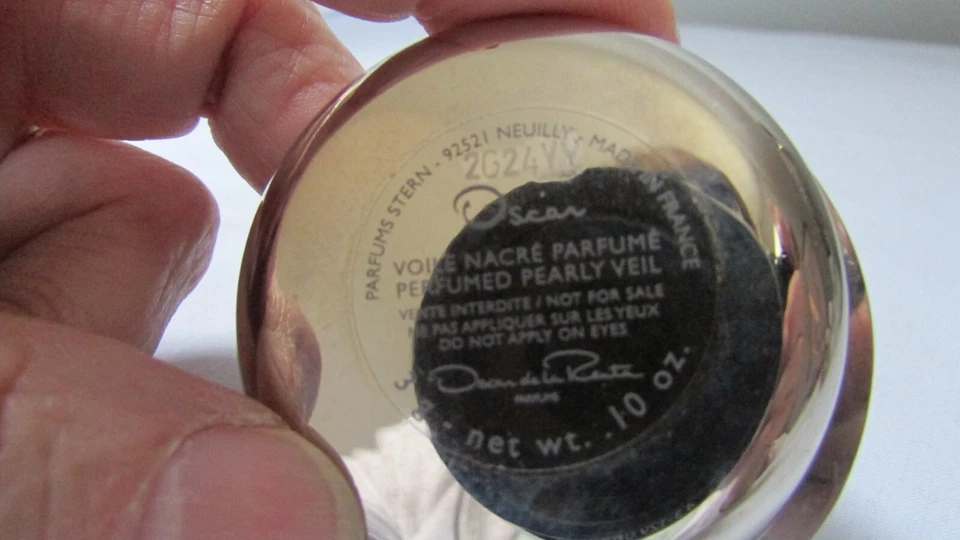 PARFUMS STERN - 92521 NEUILLY - MADE IN FRANCE
2G24YY
Oscar
VOILE NACRÉ PARFUMÉ
PERFUMED PEARLY VEIL
VENTE INTERDITE / NOT FOR SALE
NE PAS APPLIQUER SUR LES YEUX
DO NOT APPLY ON EYES
Oscar de la Renta
PARFUMS
3 - net wt. .10 oz.